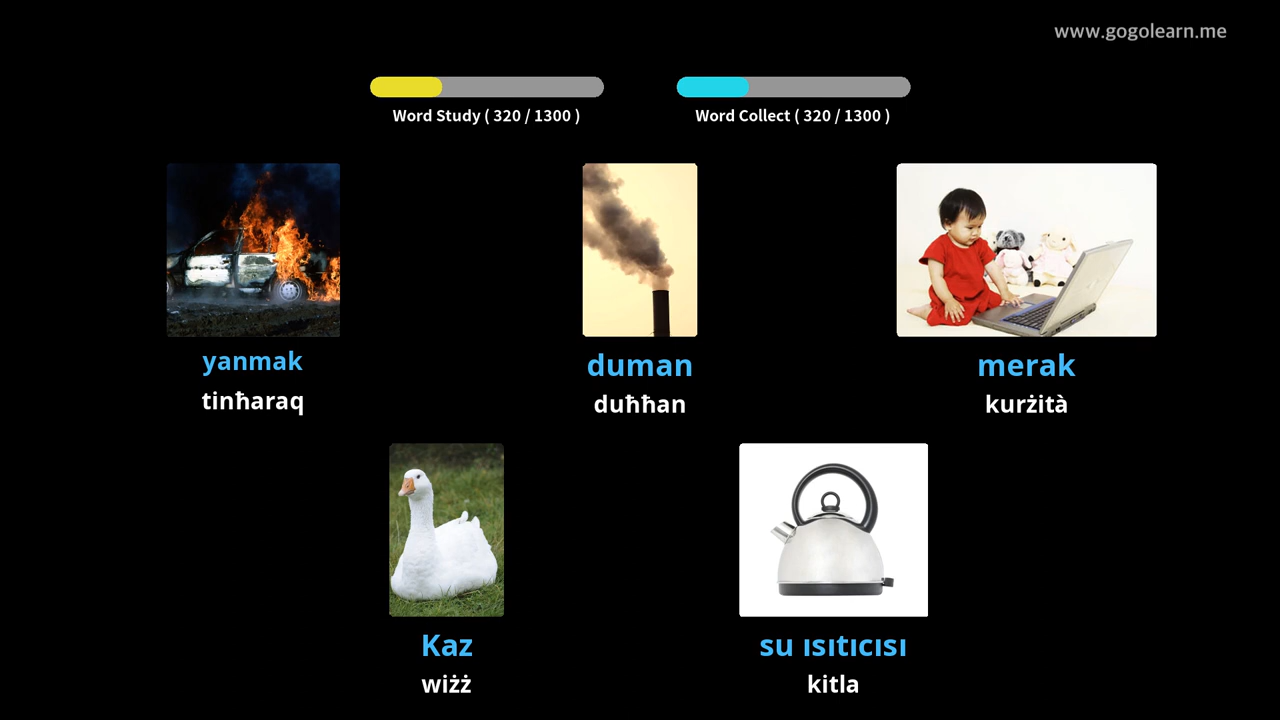 www.gogolearn.me
Word Study ( 320 / 1300 )
Word Collect ( 320 / 1300 )
yanmak
duman
merak
tinħaraq
duħħan
kurżità
Kaz
su ısıtıcısı
wiżż
kitla